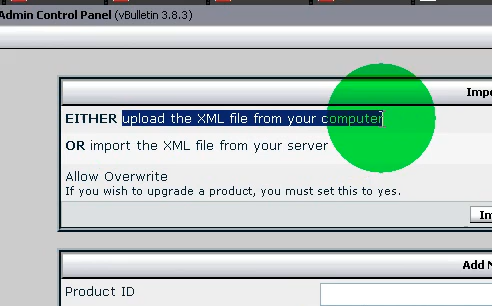 Admin Control Panel (vBulletin 3.8.3)
EITHER upload the XML file from your computer
OR import the XML file from your server
Allow Overwrite
If you wish to upgrade a product, you must set this to yes.
Product ID